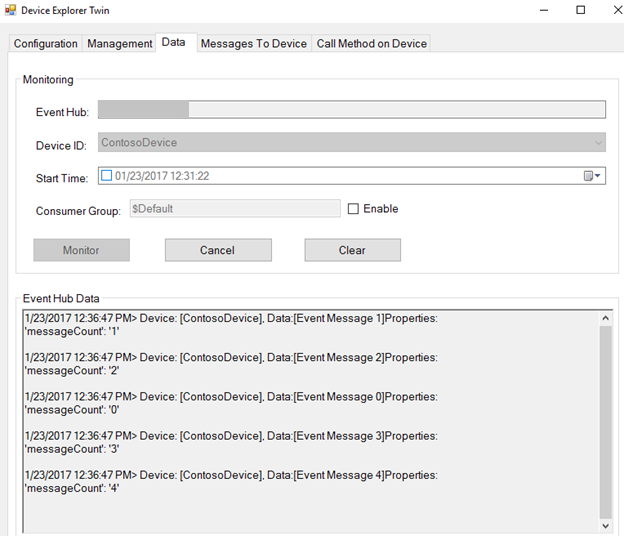 Device Explorer Twin
Configuration Management Data Messages To Device Call Method on Device
Monitoring
Event Hub:
Device ID: ContosoDevice
Start Time: 01/23/2017 12:31:22
Consumer Group: $Default Enable
Monitor Cancel Clear
Event Hub Data
1/23/2017 12:36:47 PM> Device: [ContosoDevice], Data:[Event Message 1]Properties:
'messageCount': '1'
1/23/2017 12:36:47 PM> Device: [ContosoDevice], Data:[Event Message 2]Properties:
'messageCount': '2'
1/23/2017 12:36:47 PM> Device: [ContosoDevice], Data:[Event Message 0]Properties:
'messageCount': '0'
1/23/2017 12:36:47 PM> Device: [ContosoDevice], Data:[Event Message 3]Properties:
'messageCount': '3'
1/23/2017 12:36:47 PM> Device: [ContosoDevice], Data:[Event Message 4]Properties:
'messageCount': '4'